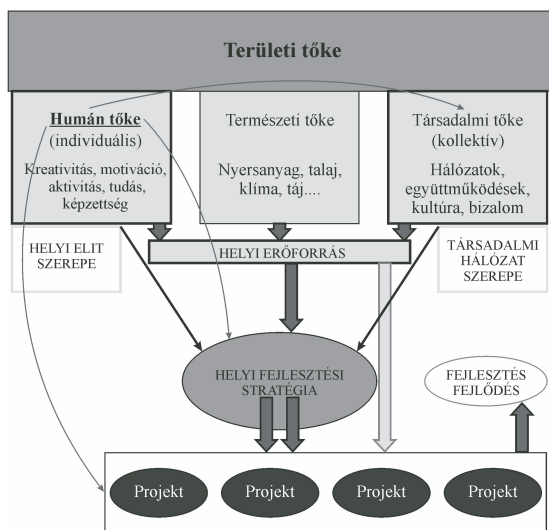 Területi tőke
Humán tőke
(individuális)
Kreativitás, motiváció,
aktivitás, tudás,
képzettség
Természeti tőke
Nyersanyag, talaj,
klíma, táj....
Társadalmi tőke
(kollektív)
Hálózatok,
együttműködések,
kultúra, bizalom
HELYI ELIT
SZEREPE
HELYI ERŐFORRÁS
TÁRSADALMI
HÁLÓZAT
SZEREPE
HELYI FEJLESZTÉSI
STRATÉGIA
FEJLESZTÉS
FEJLŐDÉS
Projekt
Projekt
Projekt
Projekt